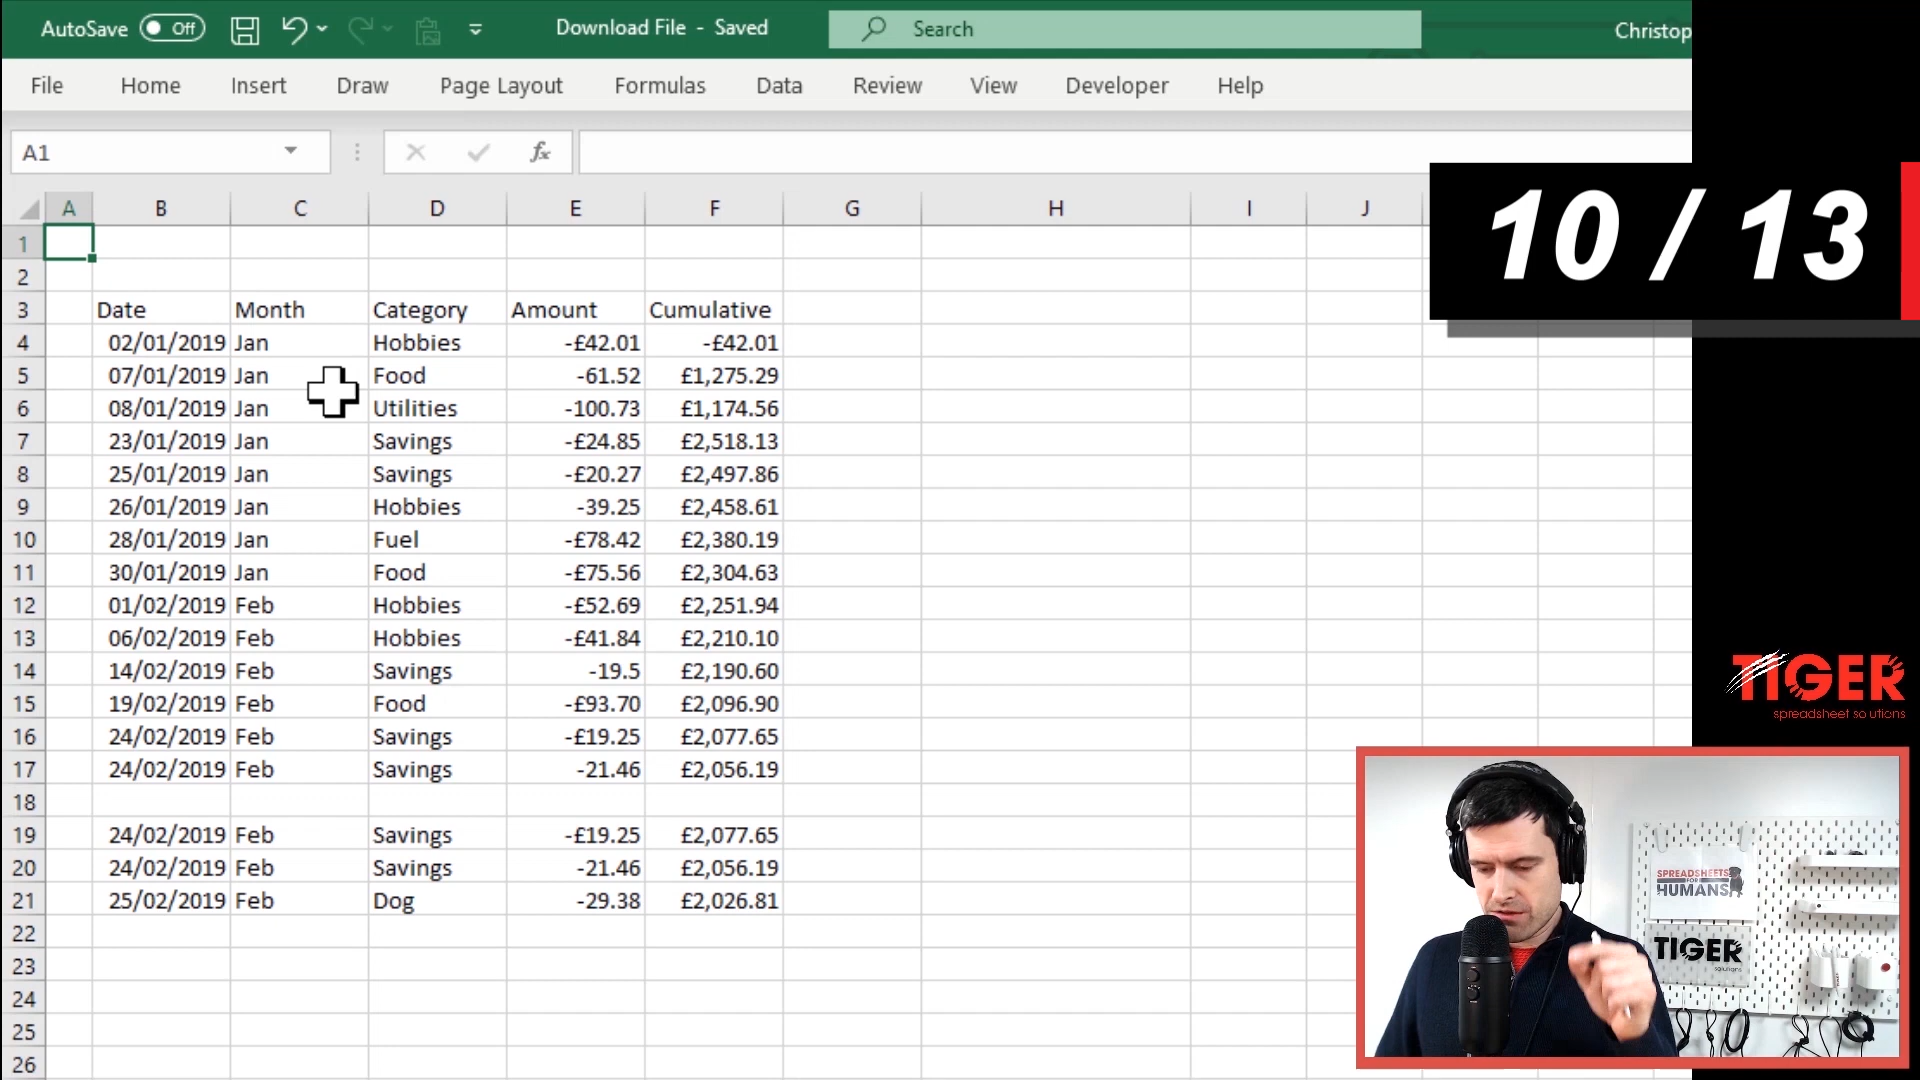 AutoSave Off Download File - Saved Search Christop
File Home Insert Draw Page Layout Formulas Data Review View Developer Help
A1 fx
10 / 13
A B C D E F G H I J
1
2
3 Date Month Category Amount Cumulative
4 02/01/2019 Jan Hobbies -£42.01 -£42.01
5 07/01/2019 Jan Food -61.52 £1,275.29
6 08/01/2019 Jan Utilities -100.73 £1,174.56
7 23/01/2019 Jan Savings -£24.85 £2,518.13
8 25/01/2019 Jan Savings -£20.27 £2,497.86
9 26/01/2019 Jan Hobbies -39.25 £2,458.61
10 28/01/2019 Jan Fuel -£78.42 £2,380.19
11 30/01/2019 Jan Food -£75.56 £2,304.63
12 01/02/2019 Feb Hobbies -£52.69 £2,251.94
13 06/02/2019 Feb Hobbies -£41.84 £2,210.10
14 14/02/2019 Feb Savings -19.5 £2,190.60
15 19/02/2019 Feb Food -£93.70 £2,096.90
16 24/02/2019 Feb Savings -£19.25 £2,077.65
17 24/02/2019 Feb Savings -21.46 £2,056.19
18
19 24/02/2019 Feb Savings -£19.25 £2,077.65
20 24/02/2019 Feb Savings -21.46 £2,056.19
21 25/02/2019 Feb Dog -29.38 £2,026.81
22
23
24
25
26
TIGER
spreadsheet solutions
SPREADSHEETS
FOR
HUMANS
TIGER
solutions